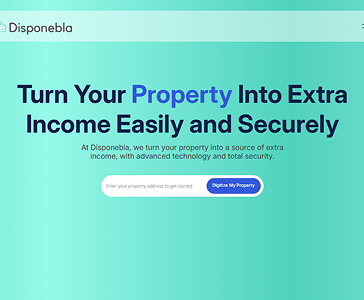 Disponebla
Turn Your Property Into Extra
Income Easily and Securely
At Disponebla, we turn your property into a source of extra
income, with advanced technology and total security.
Enter your property address to get started
Digitize My Property